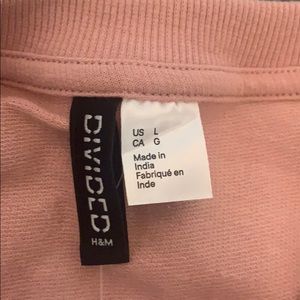 DIVIDED
H&M
US L
CA G
Made in
India
Fabriqué en
Inde